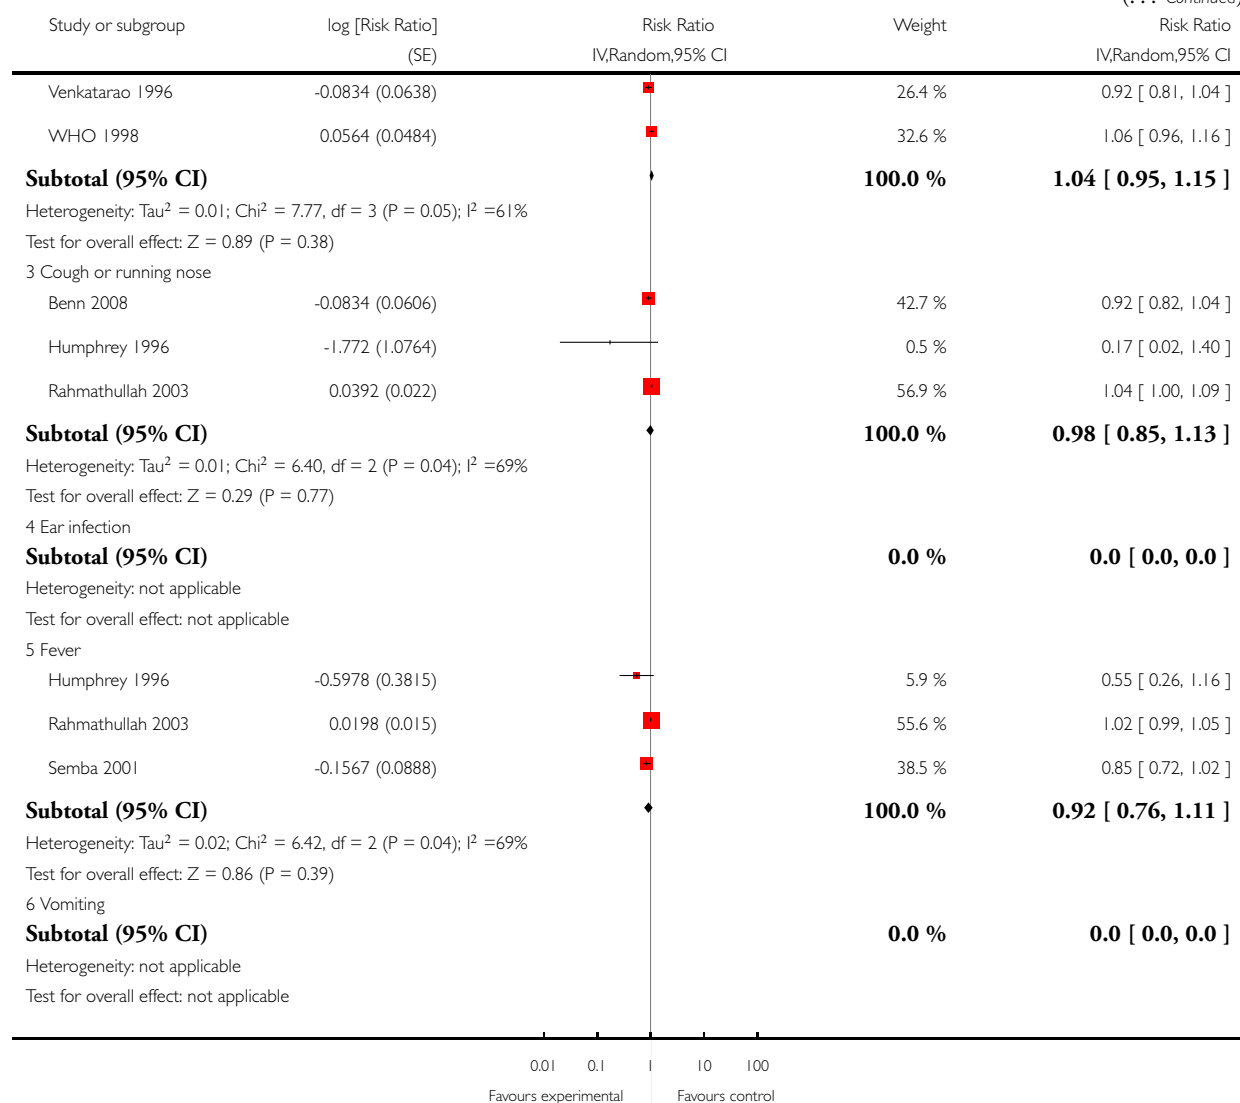 (. . . Continued)
Study or subgroup log [Risk Ratio] Risk Ratio Weight Risk Ratio
(SE) IV,Random,95% CI IV,Random,95% CI
Venkatarao 1996 -0.0834 (0.0638) 26.4 % 0.92 [ 0.81, 1.04 ]
WHO 1998 0.0564 (0.0484) 32.6 % 1.06 [ 0.96, 1.16 ]
Subtotal (95% CI) 100.0 % 1.04 [ 0.95, 1.15 ]
Heterogeneity: Tau² = 0.01; Chi² = 7.77, df = 3 (P = 0.05); I² =61%
Test for overall effect: Z = 0.89 (P = 0.38)
3 Cough or running nose
Benn 2008 -0.0834 (0.0606) 42.7 % 0.92 [ 0.82, 1.04 ]
Humphrey 1996 -1.772 (1.0764) 0.5 % 0.17 [ 0.02, 1.40 ]
Rahmathullah 2003 0.0392 (0.022) 56.9 % 1.04 [ 1.00, 1.09 ]
Subtotal (95% CI) 100.0 % 0.98 [ 0.85, 1.13 ]
Heterogeneity: Tau² = 0.01; Chi² = 6.40, df = 2 (P = 0.04); I² =69%
Test for overall effect: Z = 0.29 (P = 0.77)
4 Ear infection
Subtotal (95% CI) 0.0 % 0.0 [ 0.0, 0.0 ]
Heterogeneity: not applicable
Test for overall effect: not applicable
5 Fever
Humphrey 1996 -0.5978 (0.3815) 5.9 % 0.55 [ 0.26, 1.16 ]
Rahmathullah 2003 0.0198 (0.015) 55.6 % 1.02 [ 0.99, 1.05 ]
Semba 2001 -0.1567 (0.0888) 38.5 % 0.85 [ 0.72, 1.02 ]
Subtotal (95% CI) 100.0 % 0.92 [ 0.76, 1.11 ]
Heterogeneity: Tau² = 0.02; Chi² = 6.42, df = 2 (P = 0.04); I² =69%
Test for overall effect: Z = 0.86 (P = 0.39)
6 Vomiting
Subtotal (95% CI) 0.0 % 0.0 [ 0.0, 0.0 ]
Heterogeneity: not applicable
Test for overall effect: not applicable
0.01 0.1 1 10 100
Favours experimental Favours control